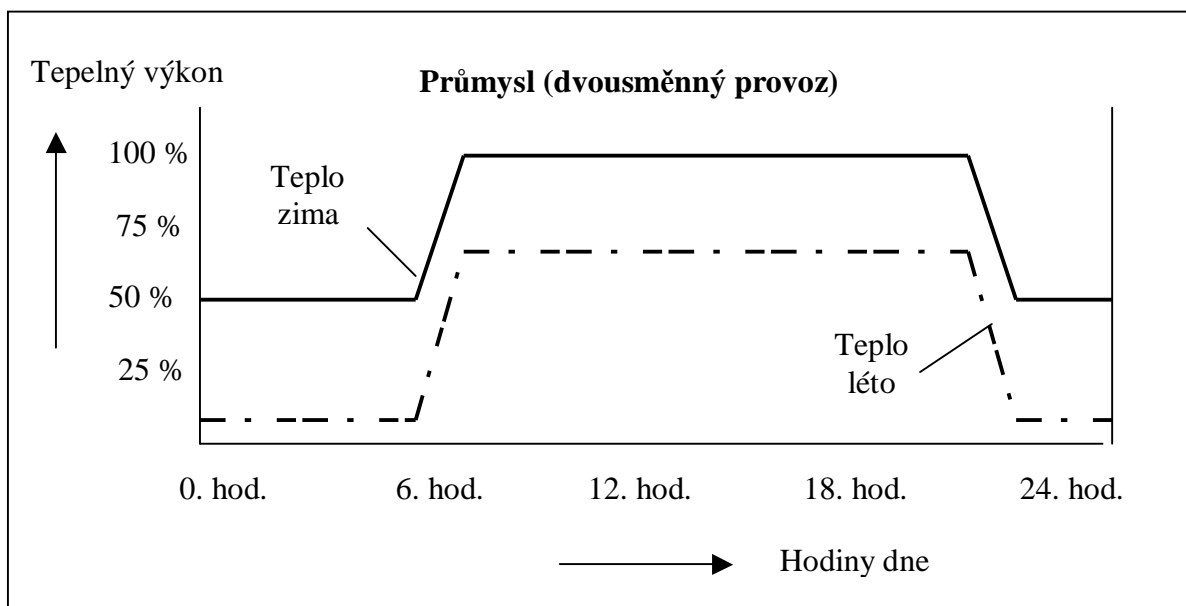 Tepelný výkon
Průmysl (dvousměnný provoz)
100 %
Teplo
zima
75 %
50 %
Teplo
léto
25 %
0. hod. 6. hod. 12. hod. 18. hod. 24. hod.
Hodiny dne